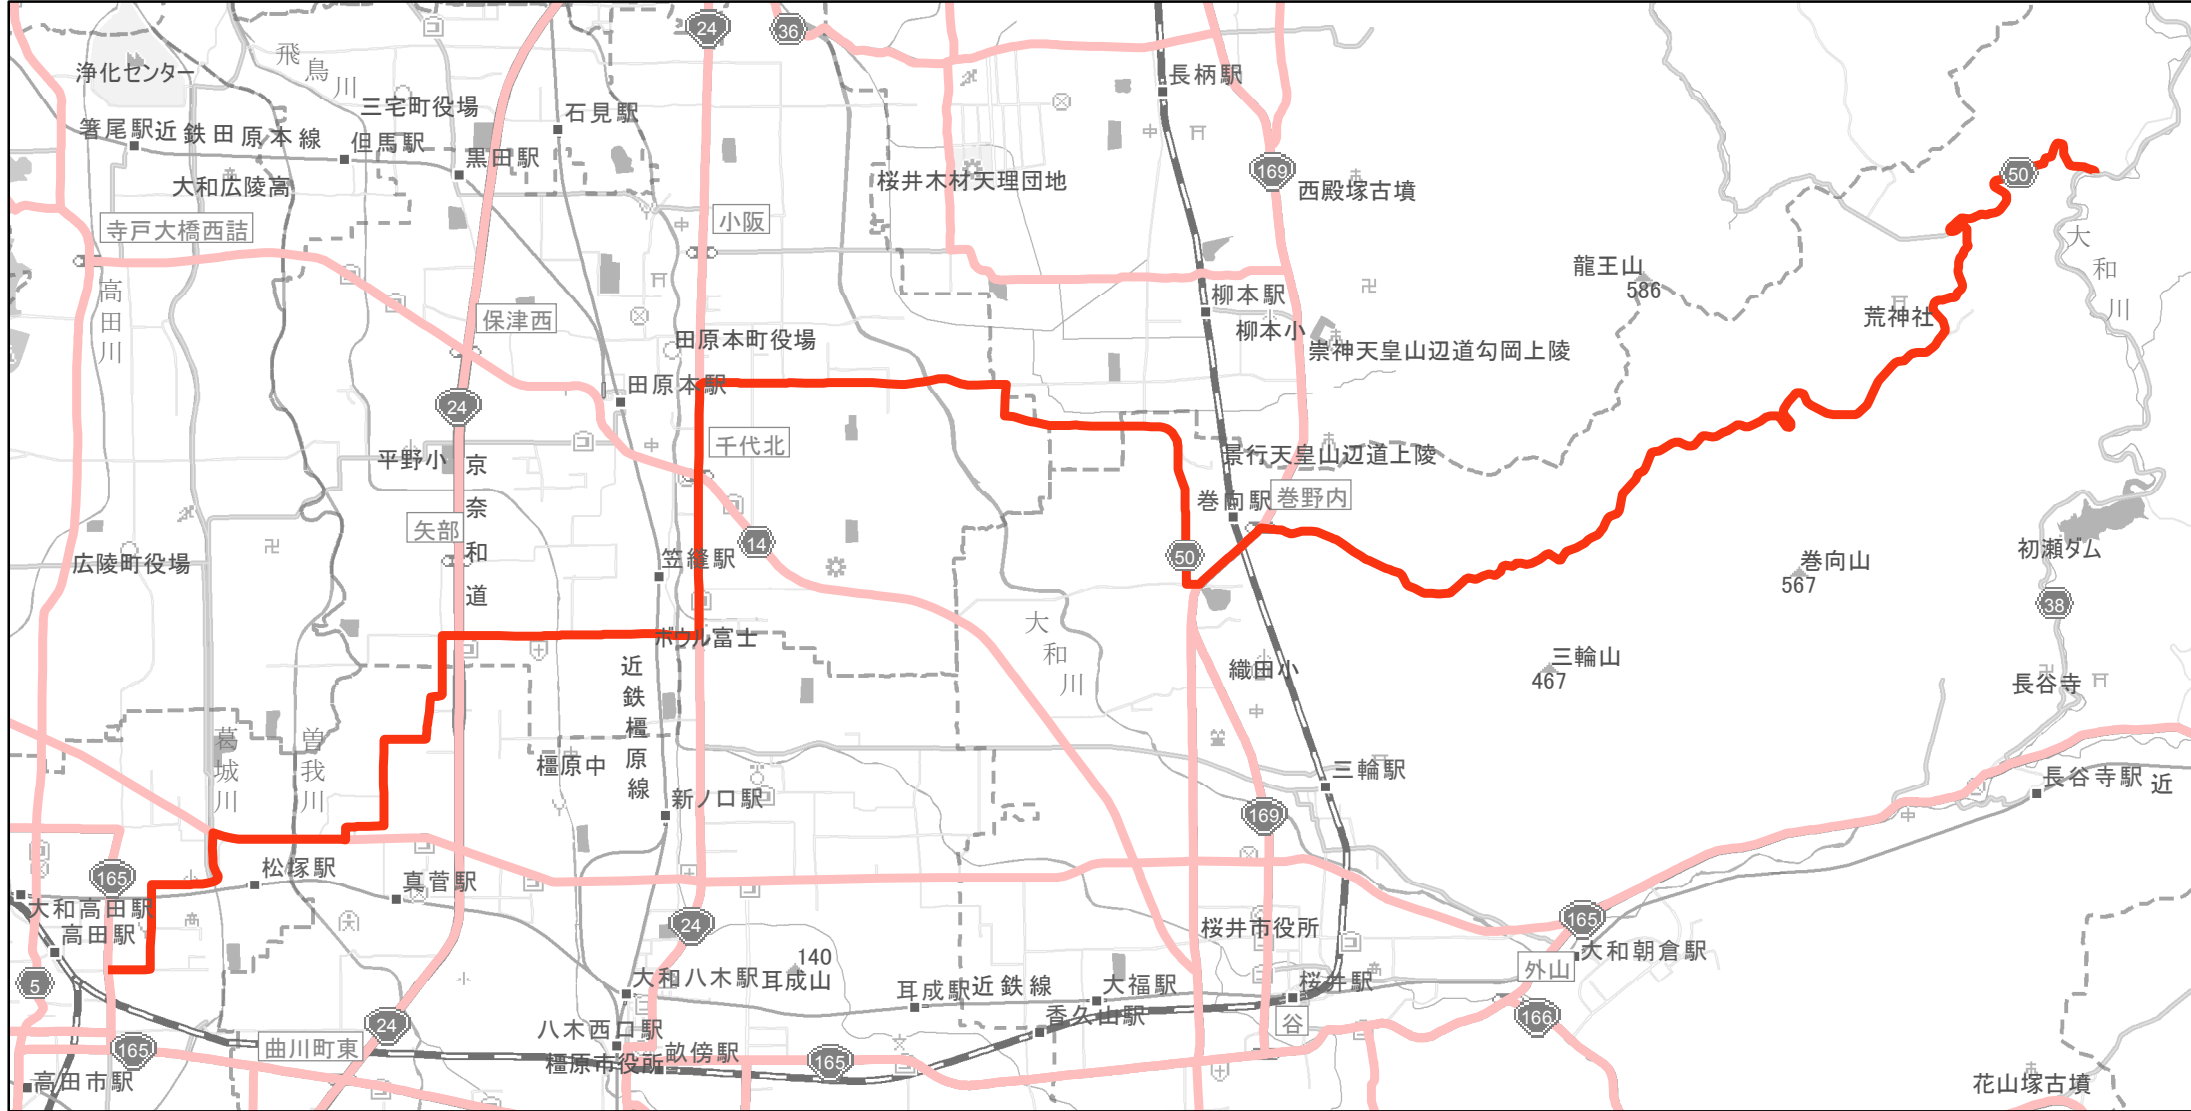 24
36
飛鳥川
浄化センター
三宅町役場
石見駅
長柄駅
箸尾駅
近鉄田原本線
但馬駅
黒田駅
大和広陵高
桜井木材天理団地
169
西殿塚古墳
50
寺戸大橋西詰
小阪
大和川
高田川
龍王山
586
柳本駅
柳本小
荒神社
保津西
田原本町役場
崇神天皇山辺道勾岡上陵
田原本駅
24
千代北
平野小
京奈和道
景行天皇山辺道上陵
巻向駅
巻野内
矢部
14
50
笠縫駅
広陵町役場
初瀬ダム
巻向山
567
38
大和川
ボウル富士
近鉄橿原線
織田小
三輪山
467
長谷寺
葛城川
曽我川
橿原中
三輪駅
新ノ口駅
長谷寺駅
近
169
165
松塚駅
真菅駅
大和高田駅
高田駅
24
桜井市役所
165
大和朝倉駅
140
耳成山
外山
5
大和八木駅
耳成駅
近鉄線
大福駅
桜井駅
24
八木西口駅
香久山駅
谷
166
曲川町東
165
橿原市役所
畝傍駅
165
高田市駅
花山塚古墳